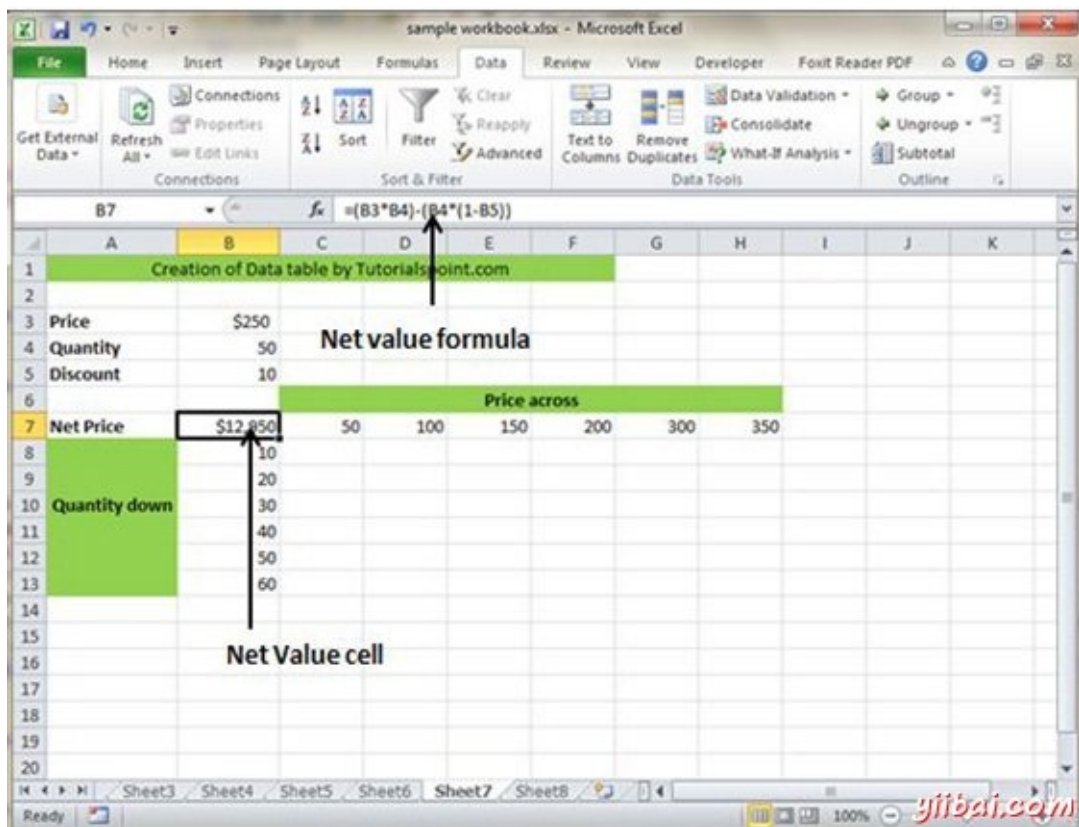 sample workbook.xlsx - Microsoft Excel
File Home Insert Page Layout Formulas Data Review View Developer Foxit Reader PDF
Get External Data
Refresh All
Connections
Properties
Edit Links
Connections
Sort
Filter
Clear
Reapply
Advanced
Sort & Filter
Text to Columns
Remove Duplicates
Data Validation
Consolidate
What-If Analysis
Data Tools
Group
Ungroup
Subtotal
Outline
B7 fx =(B3*B4)-(B4*(1-B5))
A B C D E F G H I J K
1 Creation of Data table by Tutorialspoint.com
2
3 Price $250
Net value formula
4 Quantity 50
5 Discount 10
6 Price across
7 Net Price $12,950 50 100 150 200 300 350
8 10
9 20
10 Quantity down 30
11 40
12 50
13 60
14
15
Net Value cell
16
17
18
19
20
Sheet3 Sheet4 Sheet5 Sheet6 Sheet7 Sheet8
Ready 100%
yiibai.com